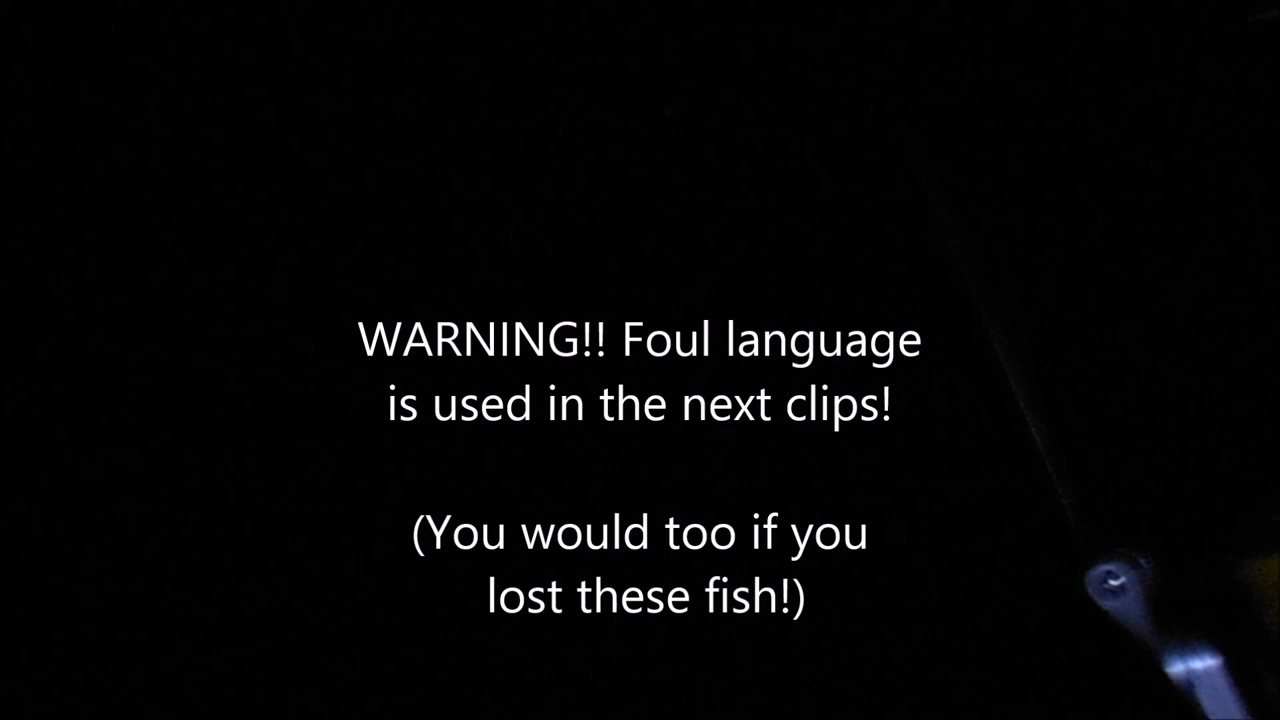 WARNING!! Foul language
is used in the next clips!
(You would too if you
lost these fish!)